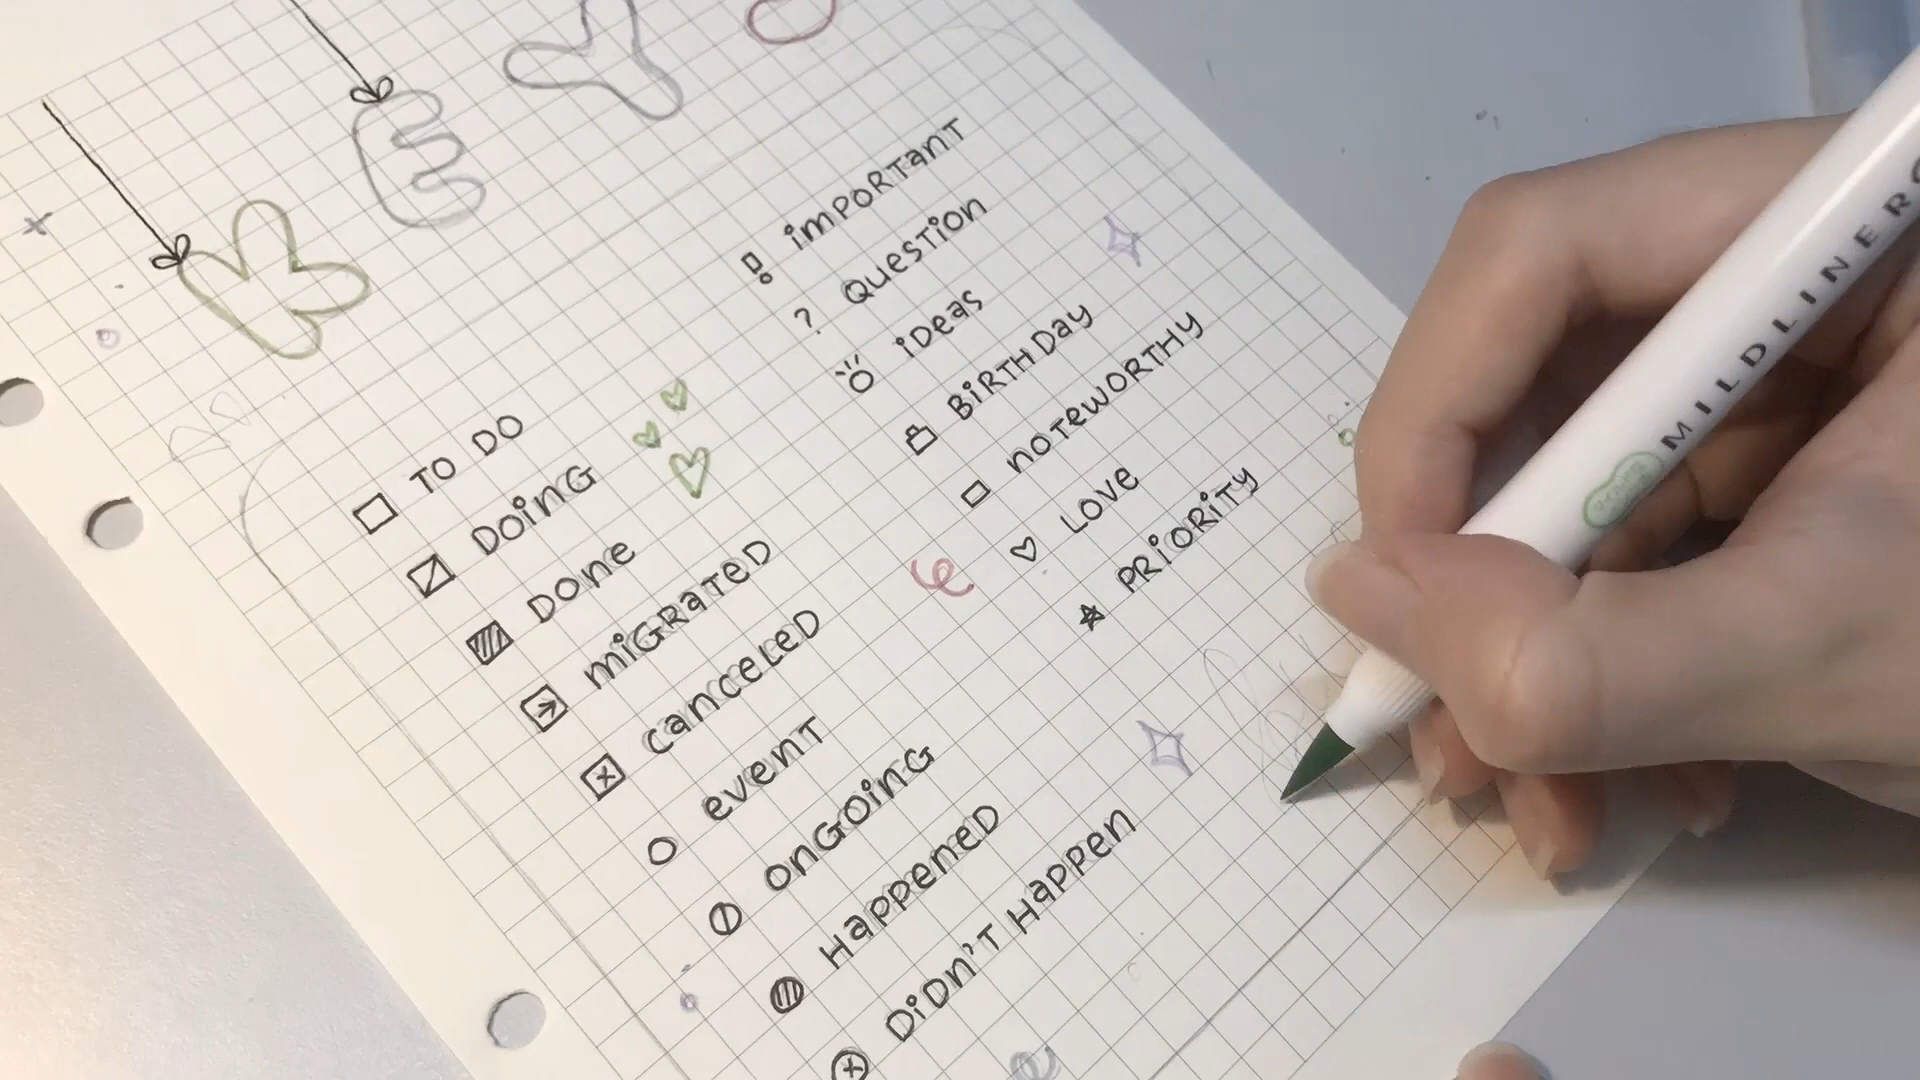 KEY
TO DO
DOinG
Done
miGRaTeD
canceLeD
evenT
onGOinG
HaPPeneD
DiDn'T HaPPen
imPORTanT
QuesTion
iDeas
BiRTHDay
noTeWORTHy
LOVe
PRiORiTy
MILDLINER